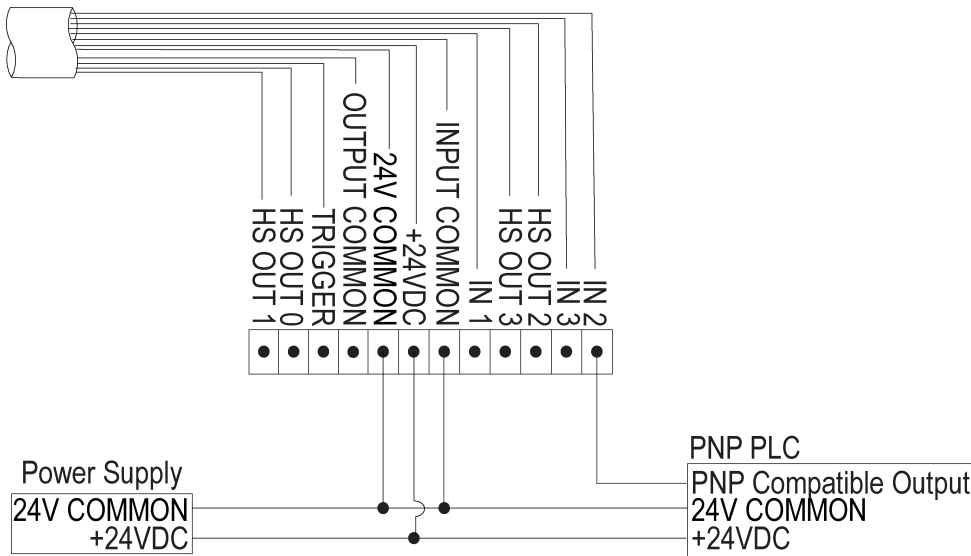 HS OUT 1
HS OUT 0
TRIGGER
OUTPUT COMMON
24V COMMON
+24VDC
INPUT COMMON
IN 1
HS OUT 3
HS OUT 2
IN 3
IN 2
Power Supply
24V COMMON
+24VDC
PNP PLC
PNP Compatible Output
24V COMMON
+24VDC